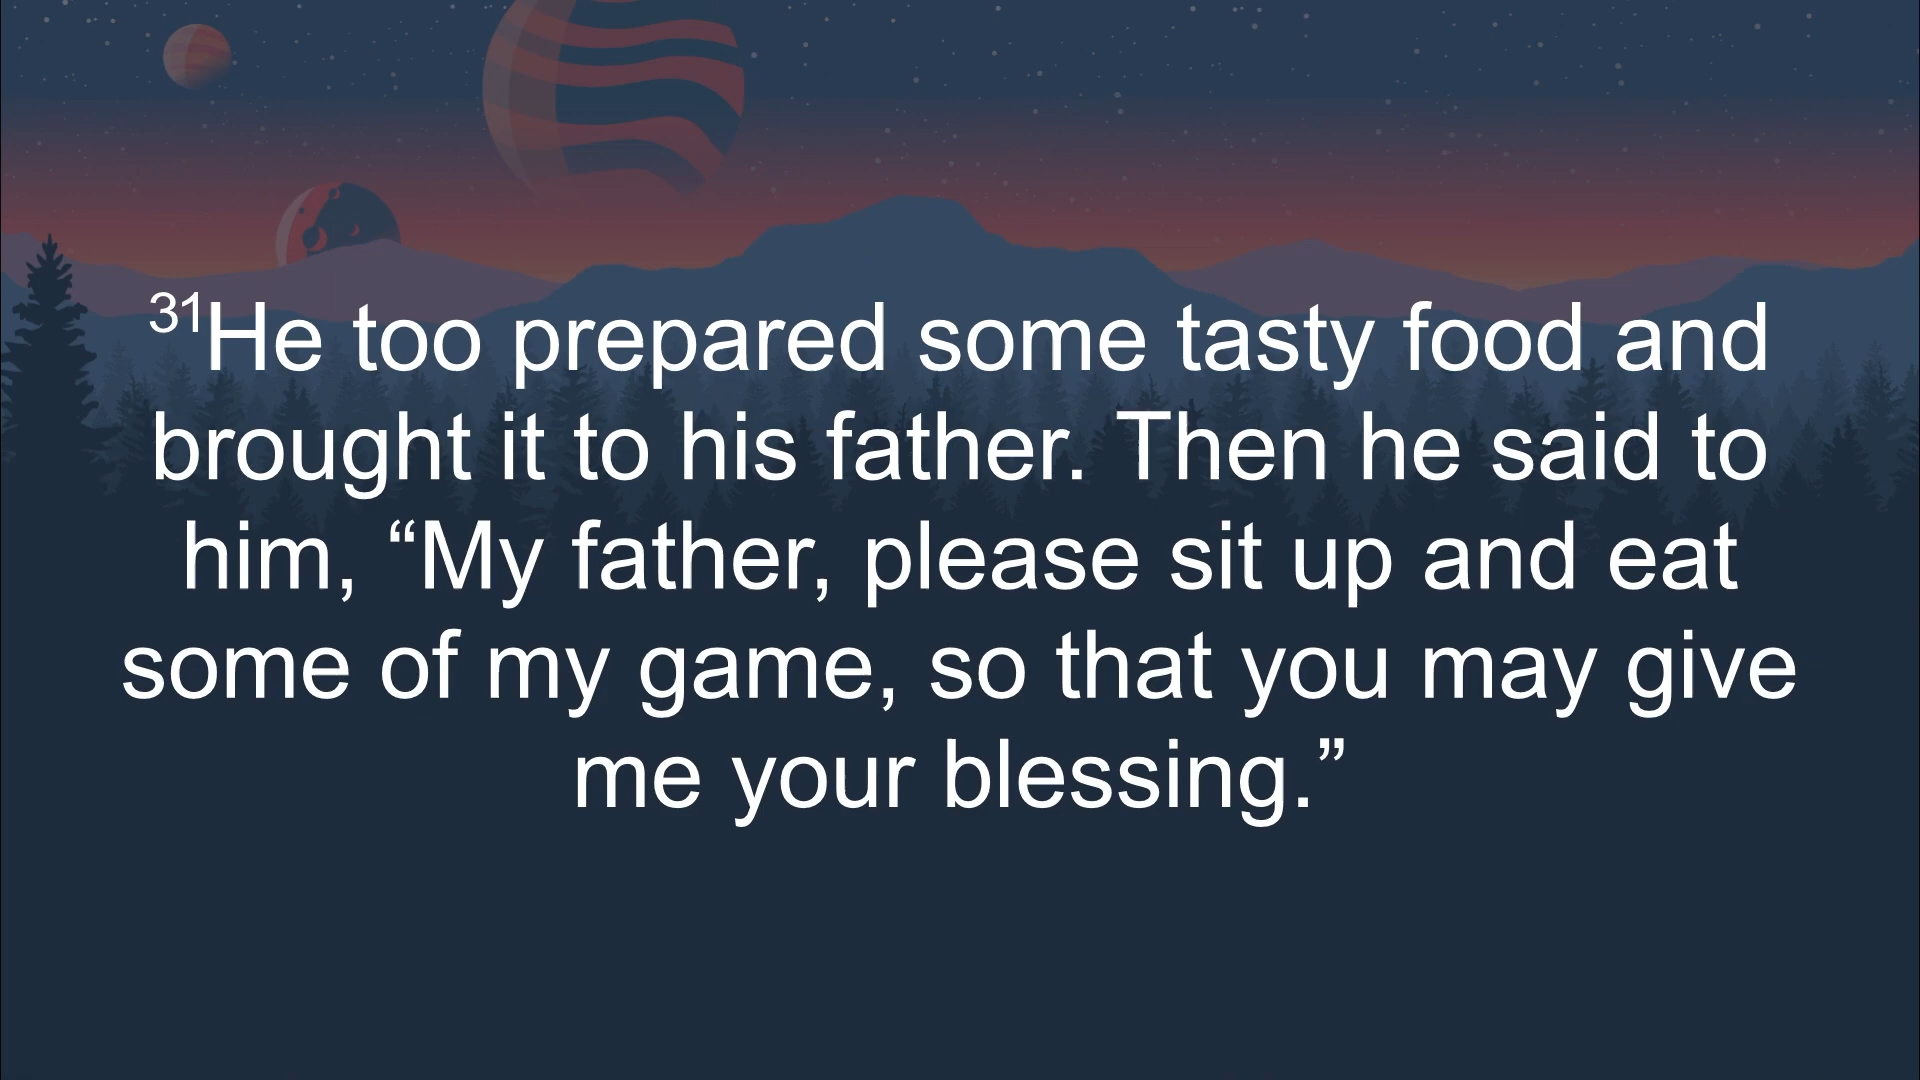 31He too prepared some tasty food and
brought it to his father. Then he said to
him, “My father, please sit up and eat
some of my game, so that you may give
me your blessing.”